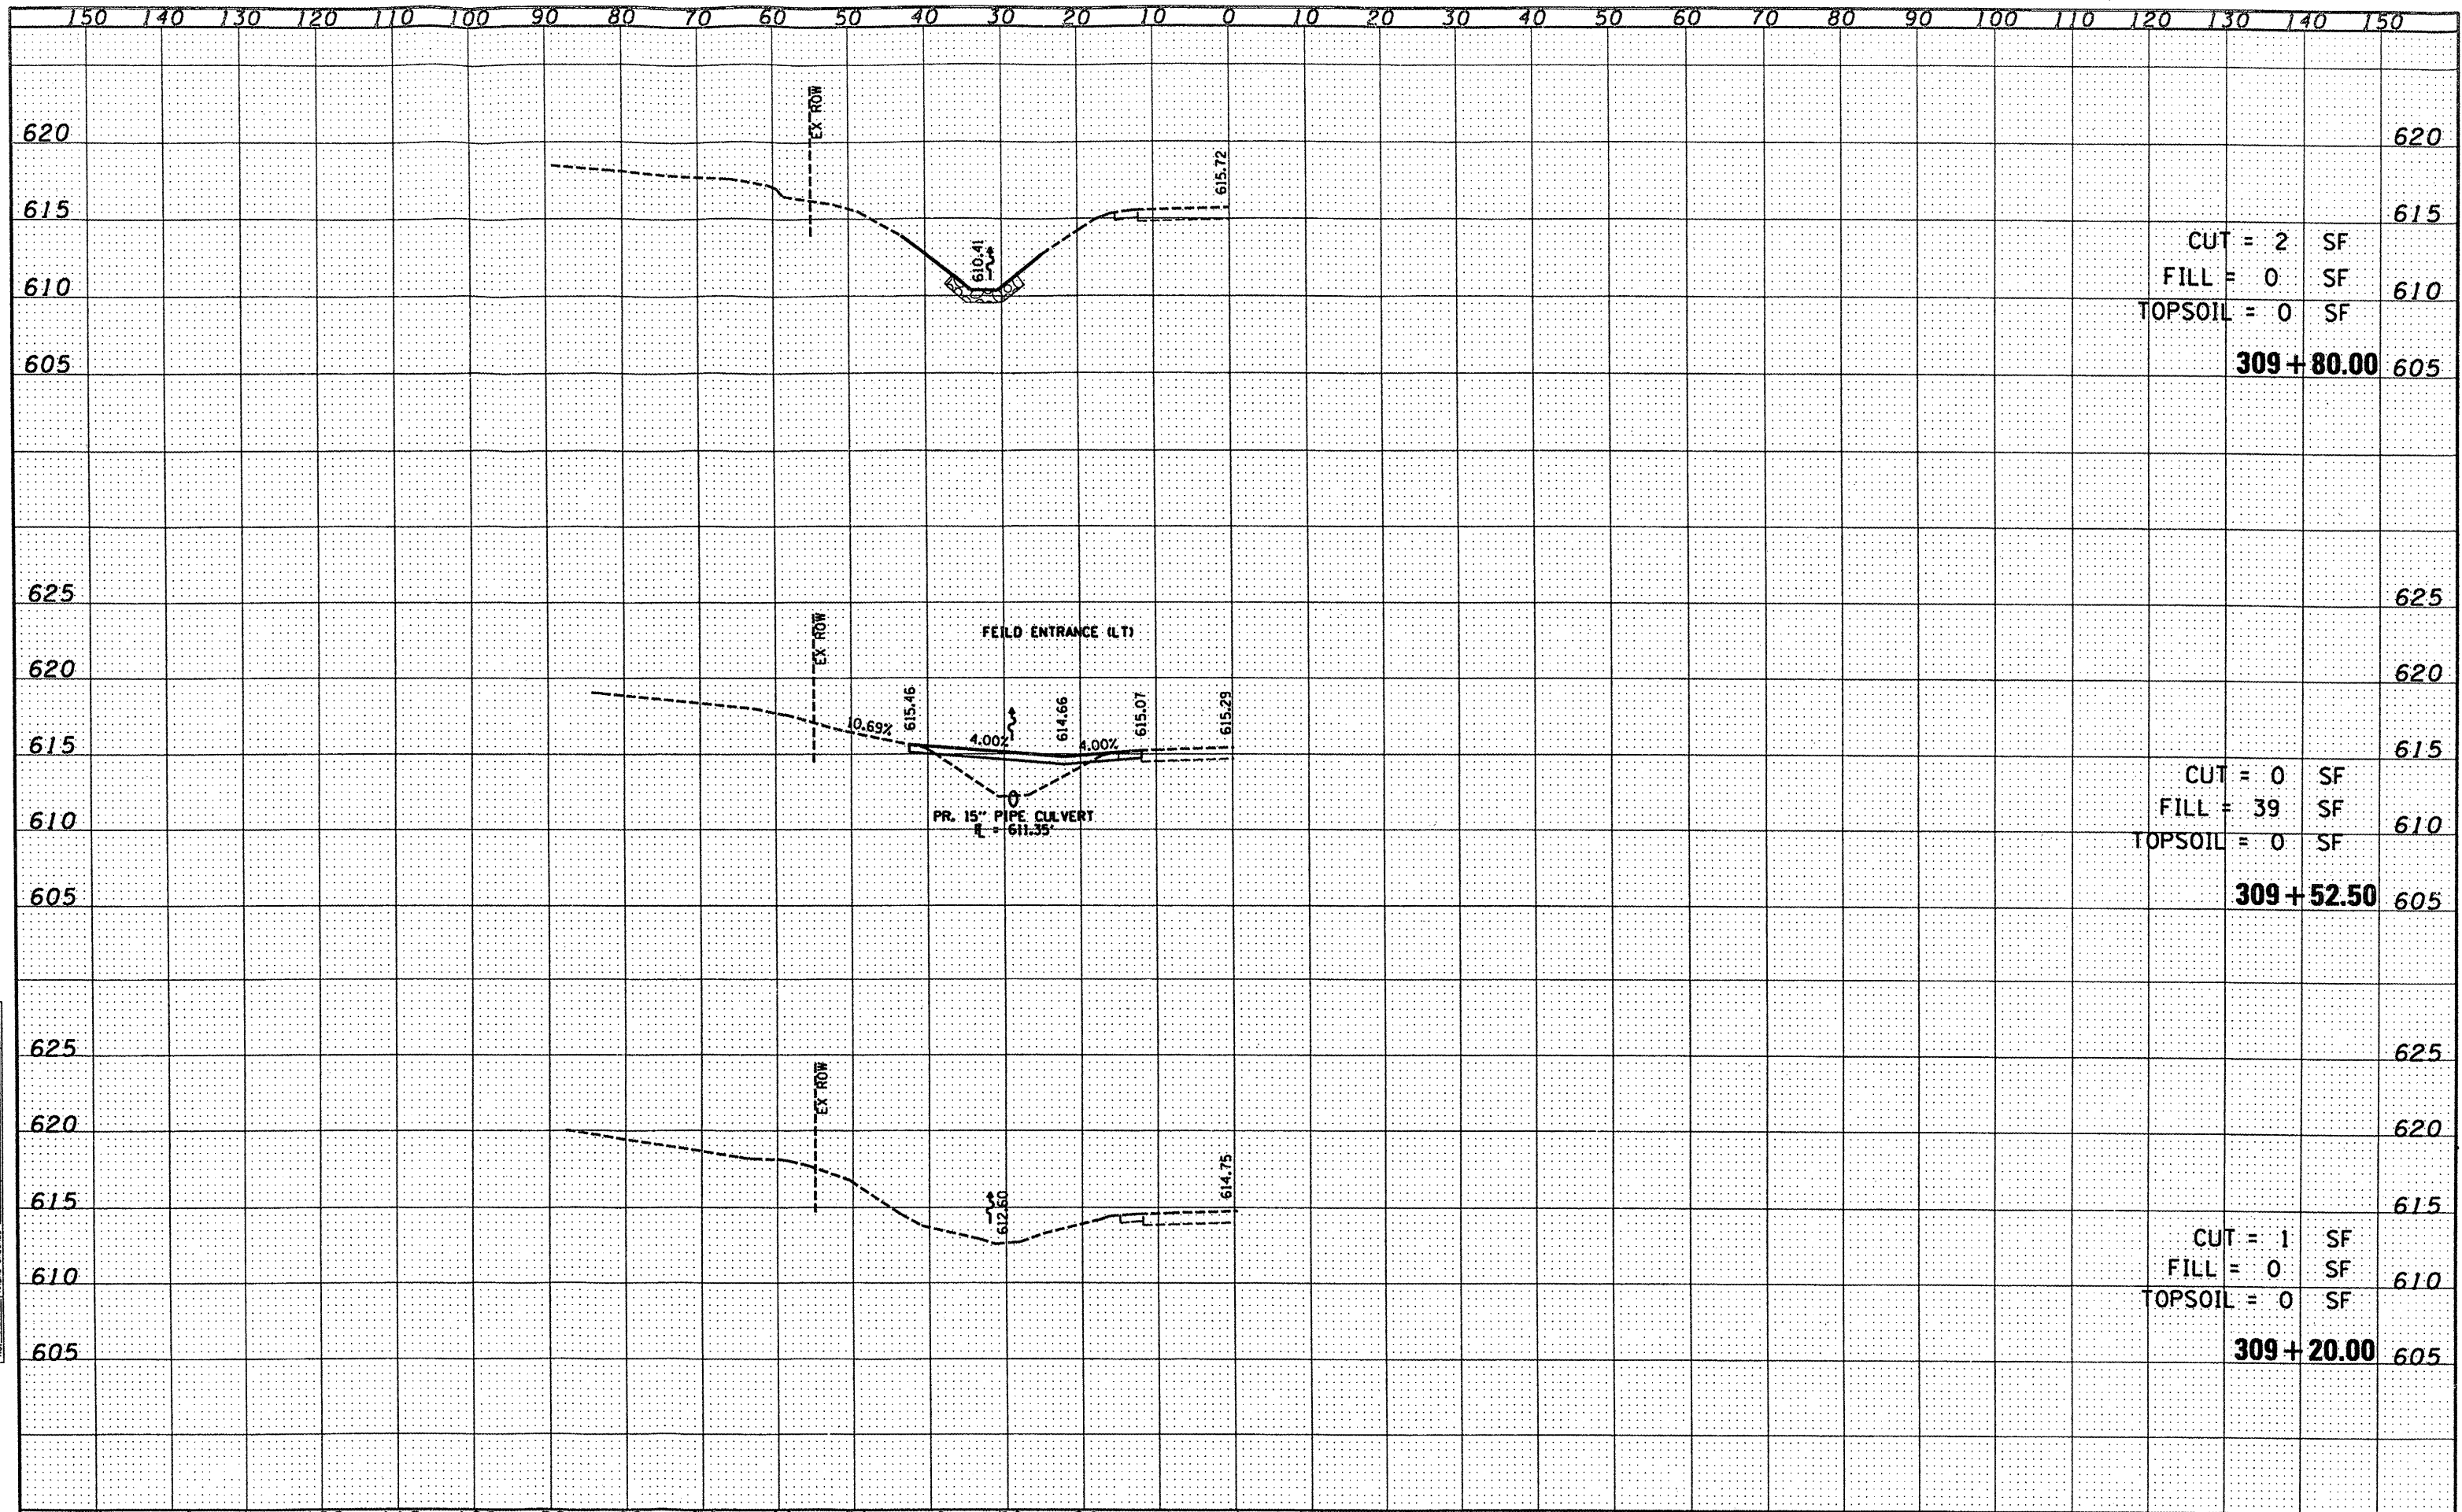 150 140 130 120 110 100 90 80 70 60 50 40 30 20 10 0 10 20 30 40 50 60 70 80 90 100 110 120 130 140 150
EX ROW
620 620
615.72
615 615
610.41
CUT = 2 SF
FILL = 0 SF
610 610
TOPSOIL = 0 SF
309+80.00
605 605
625 625
EX ROW
FEILD ENTRANCE (LT)
620 620
615.46 614.66 615.07 615.29
10.69% 4.00% 4.00%
615 615
CUT = 0 SF
FILL = 39 SF
PR. 15" PIPE CULVERT
FL = 611.35'
610 610
TOPSOIL = 0 SF
309+52.50
605 605
625 625
EX ROW
620 620
614.75
615 615
612.60
CUT = 1 SF
FILL = 0 SF
610 610
TOPSOIL = 0 SF
309+20.00
605 605